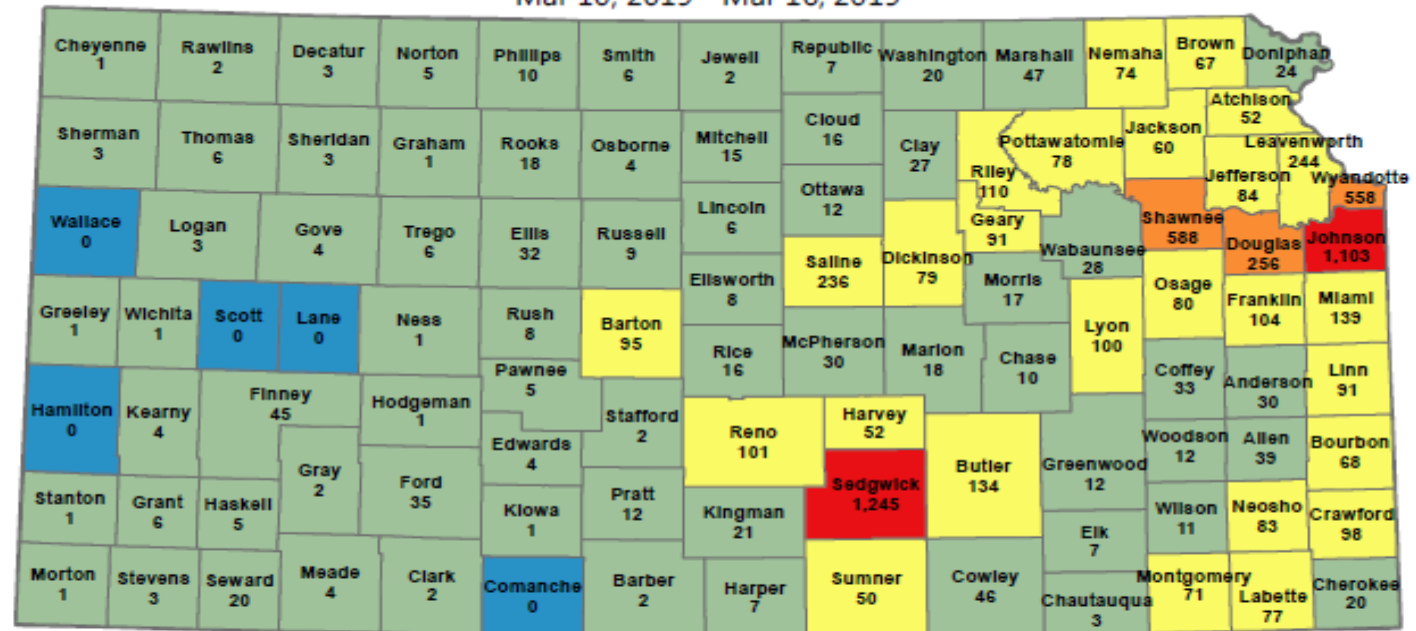 Cheyenne
1
Rawlins
2
Decatur
3
Norton
5
Phillips
10
Smith
6
Jewell
2
Republic
7
Washington
20
Marshall
47
Nemaha
74
Brown
67
Doniphan
24
Atchison
52
Sherman
3
Thomas
6
Sheridan
3
Graham
1
Rooks
18
Osborne
4
Mitchell
15
Cloud
16
Clay
27
Riley
110
Pottawatomie
78
Jackson
60
Leavenworth
244
Jefferson
84
Wyandotte
558
Ottawa
12
Wallace
0
Logan
3
Gove
4
Trego
6
Ellis
32
Russell
9
Lincoln
6
Saline
236
Dickinson
79
Geary
91
Wabaunsee
28
Shawnee
588
Douglas
256
Johnson
1,103
Ellsworth
8
Morris
17
Osage
80
Franklin
104
Miami
139
Greeley
1
Wichita
1
Scott
0
Lane
0
Ness
1
Rush
8
Barton
95
Rice
16
McPherson
30
Marion
18
Chase
10
Lyon
100
Coffey
33
Anderson
30
Linn
91
Pawnee
5
Hamilton
0
Kearny
4
Finney
45
Hodgeman
1
Stafford
2
Reno
101
Harvey
52
Edwards
4
Gray
2
Ford
35
Sedgwick
1,245
Butler
134
Greenwood
12
Woodson
12
Allen
39
Bourbon
68
Stanton
1
Grant
6
Haskell
5
Kiowa
1
Pratt
12
Kingman
21
Elk
7
Wilson
11
Neosho
83
Crawford
98
Morton
1
Stevens
3
Seward
20
Meade
4
Clark
2
Comanche
0
Barber
2
Harper
7
Sumner
50
Cowley
46
Chautauqua
3
Montgomery
71
Labette
77
Cherokee
20